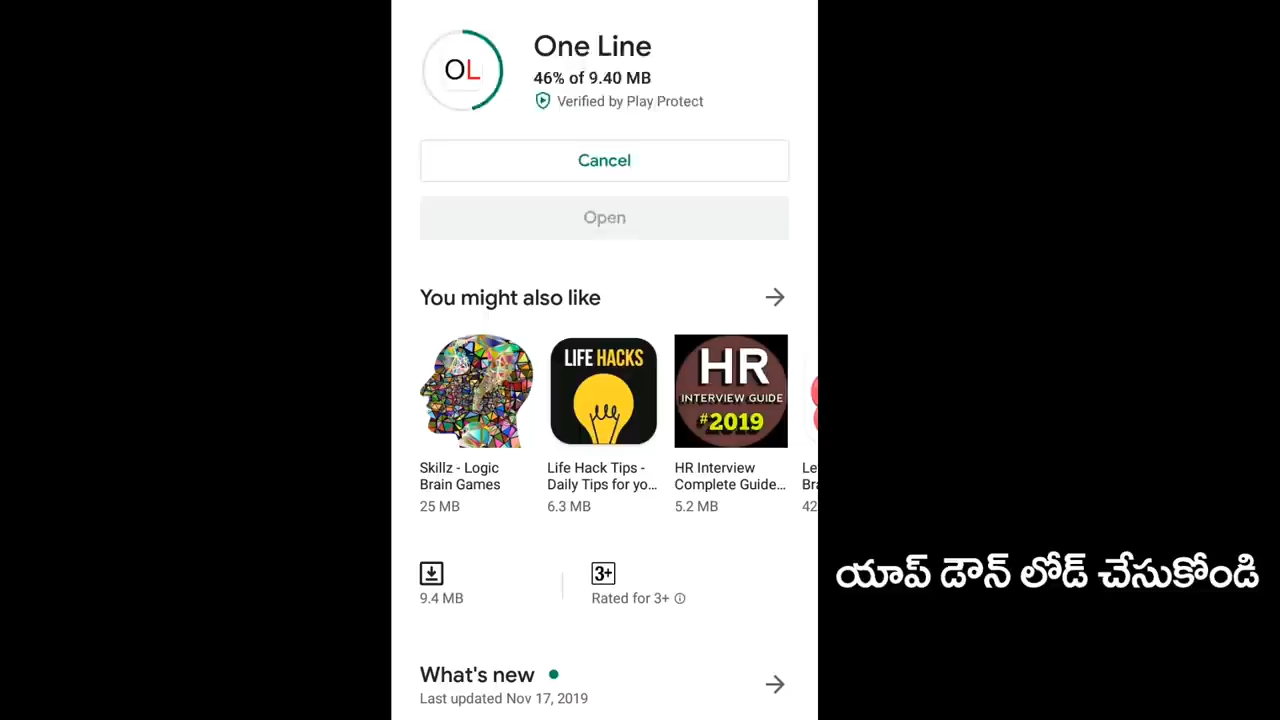 OL
One Line
46% of 9.40 MB
Verified by Play Protect
Cancel
Open
You might also like
LIFE HACKS
HR
INTERVIEW GUIDE
#2019
Skillz - Logic
Brain Games
25 MB
Life Hack Tips -
Daily Tips for yo...
6.3 MB
HR Interview
Complete Guide...
5.2 MB
Le
Bra
42
9.4 MB
3+
Rated for 3+
యాప్ డౌన్ లోడ్ చేసుకోండి
What's new
Last updated Nov 17, 2019